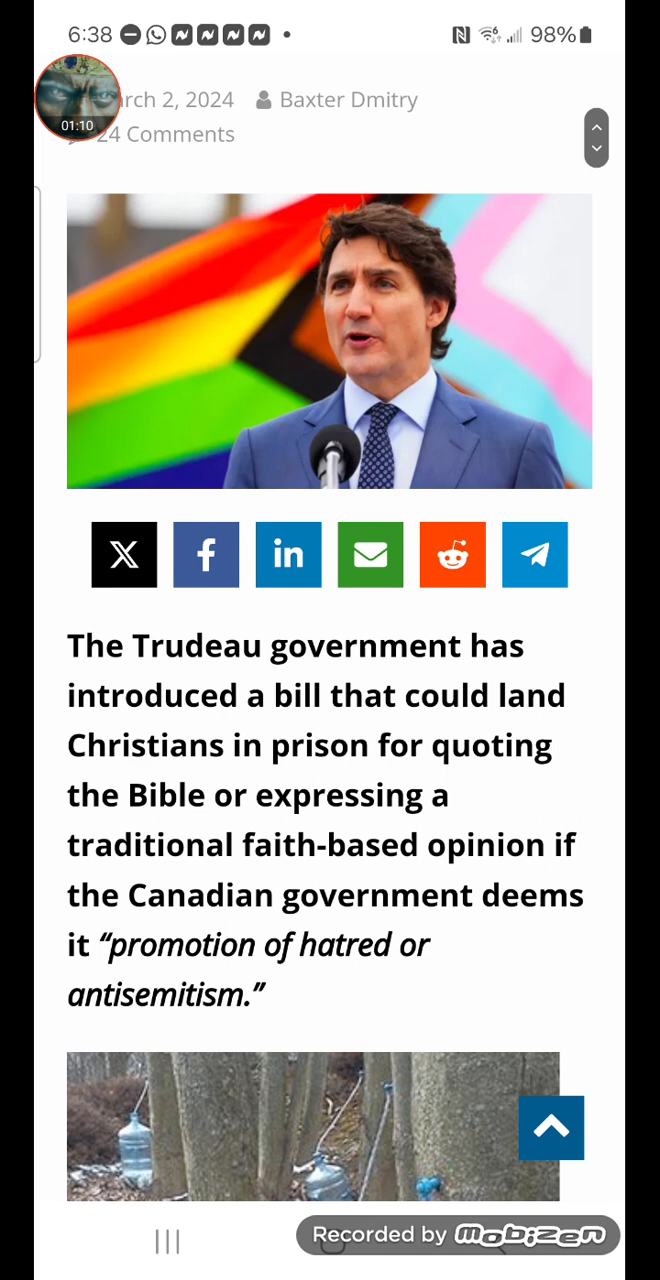 6:38
98%
01:10
rch 2, 2024 Baxter Dmitry
24 Comments
The Trudeau government has
introduced a bill that could land
Christians in prison for quoting
the Bible or expressing a
traditional faith-based opinion if
the Canadian government deems
it “promotion of hatred or
antisemitism.”
Recorded by mobizen